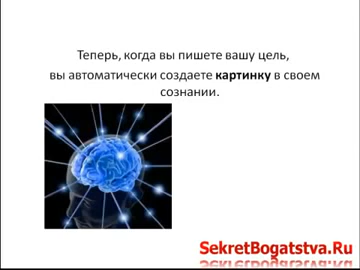 Теперь, когда вы пишете вашу цель,
вы автоматически создаете картинку в своем
сознании.
SekretBogatstva.Ru